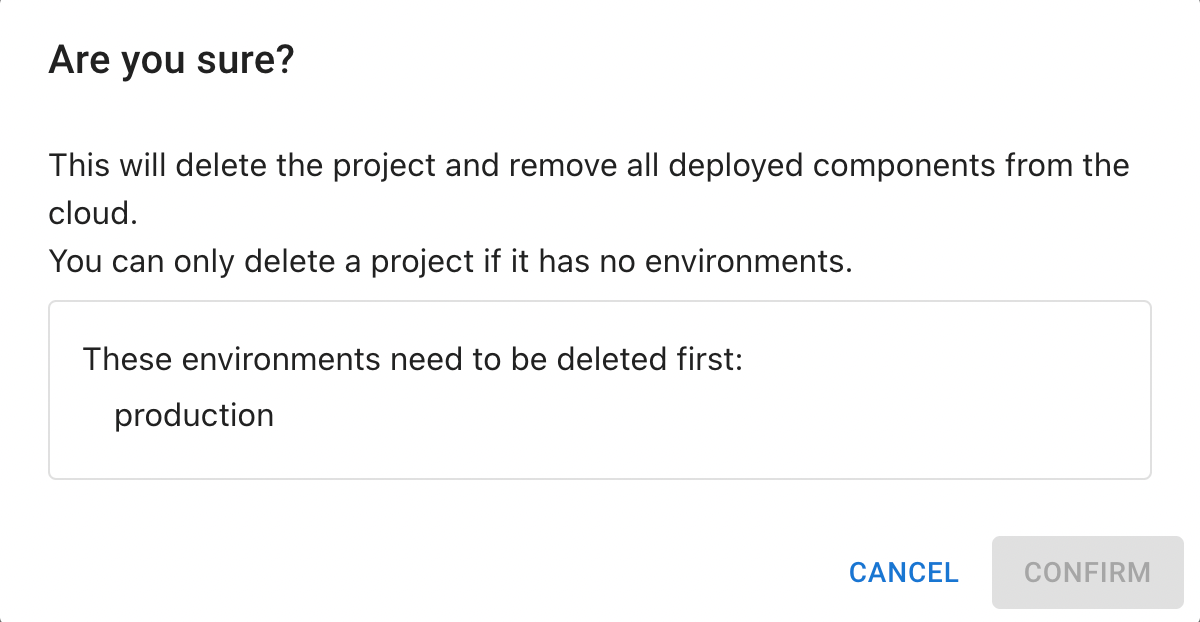 Are you sure?
This will delete the project and remove all deployed components from the
cloud.
You can only delete a project if it has no environments.
These environments need to be deleted first:
production
CANCEL
CONFIRM